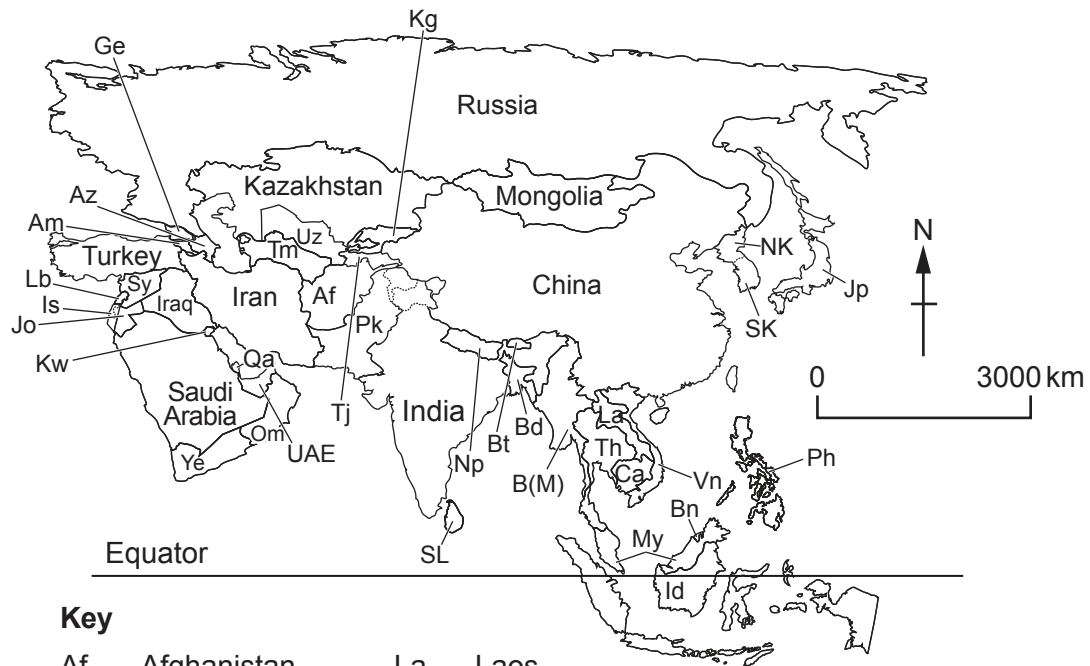 Kg
Ge
Russia
Kazakhstan
Mongolia
Az
Am
Uz
Tm
N
NK
Turkey
Lb
Sy
Is
Iraq
Iran
Af
China
Jo
Jp
SK
Pk
Kw
Qa
0 3000 km
Saudi
Arabia
Tj
India
La
Bd
Bt
Om
UAE
Th
Ye
Np
Ca
Ph
B(M)
Vn
Bn
My
SL
Equator
Id
Key
Af Afghanistan La Laos